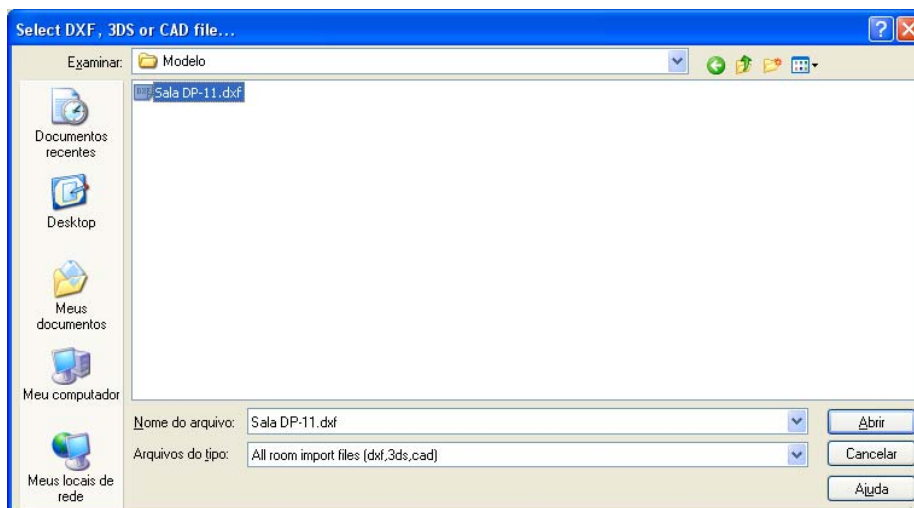 Select DXF, 3DS or CAD file...
Examinar:
Modelo
Sala DP-11.dxf
Documentos
recentes
Desktop
Meus
documentos
Meu computador
Meus locais de
rede
Nome do arquivo:
Sala DP-11.dxf
Abrir
Arquivos do tipo:
All room import files (dxf,3ds,cad)
Cancelar
Ajuda